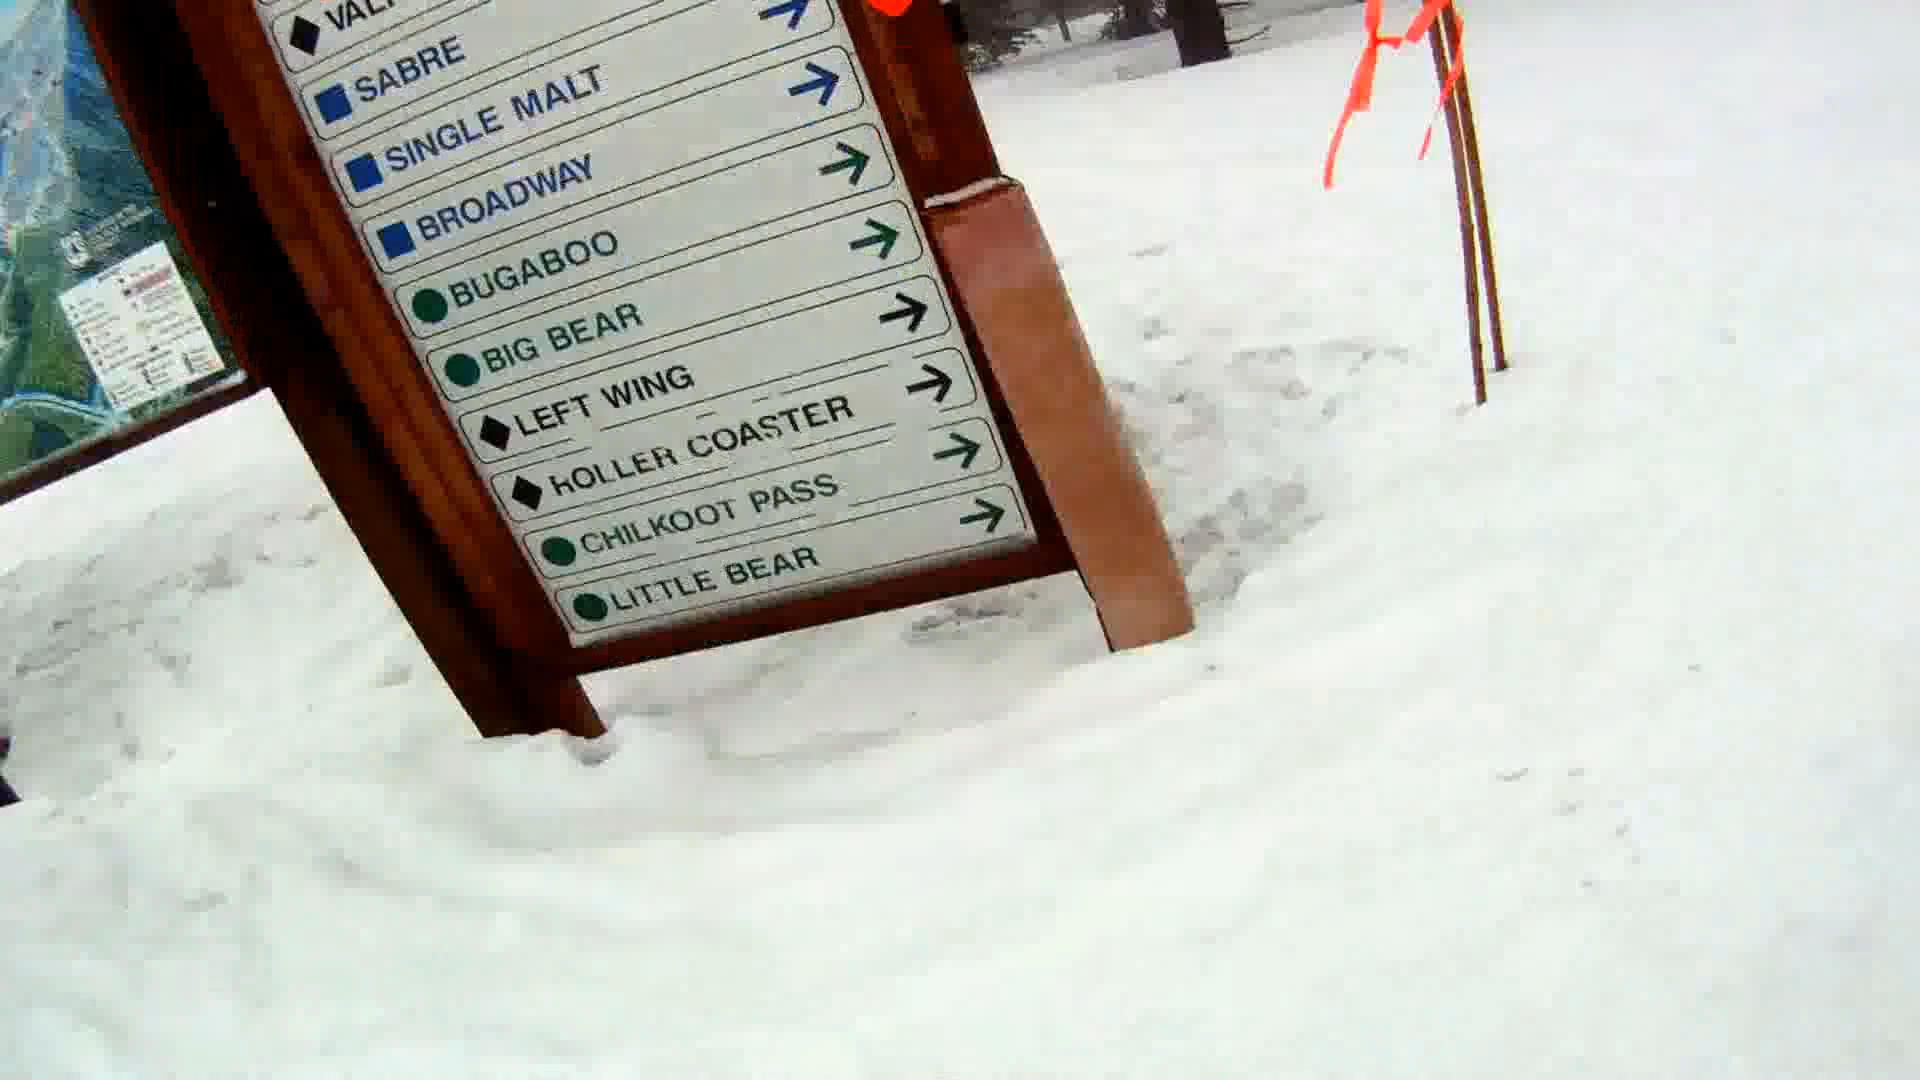 SABRE
SINGLE MALT
BROADWAY
BUGABOO
BIG BEAR
LEFT WING
ROLLER COASTER
CHILKOOT PASS
LITTLE BEAR